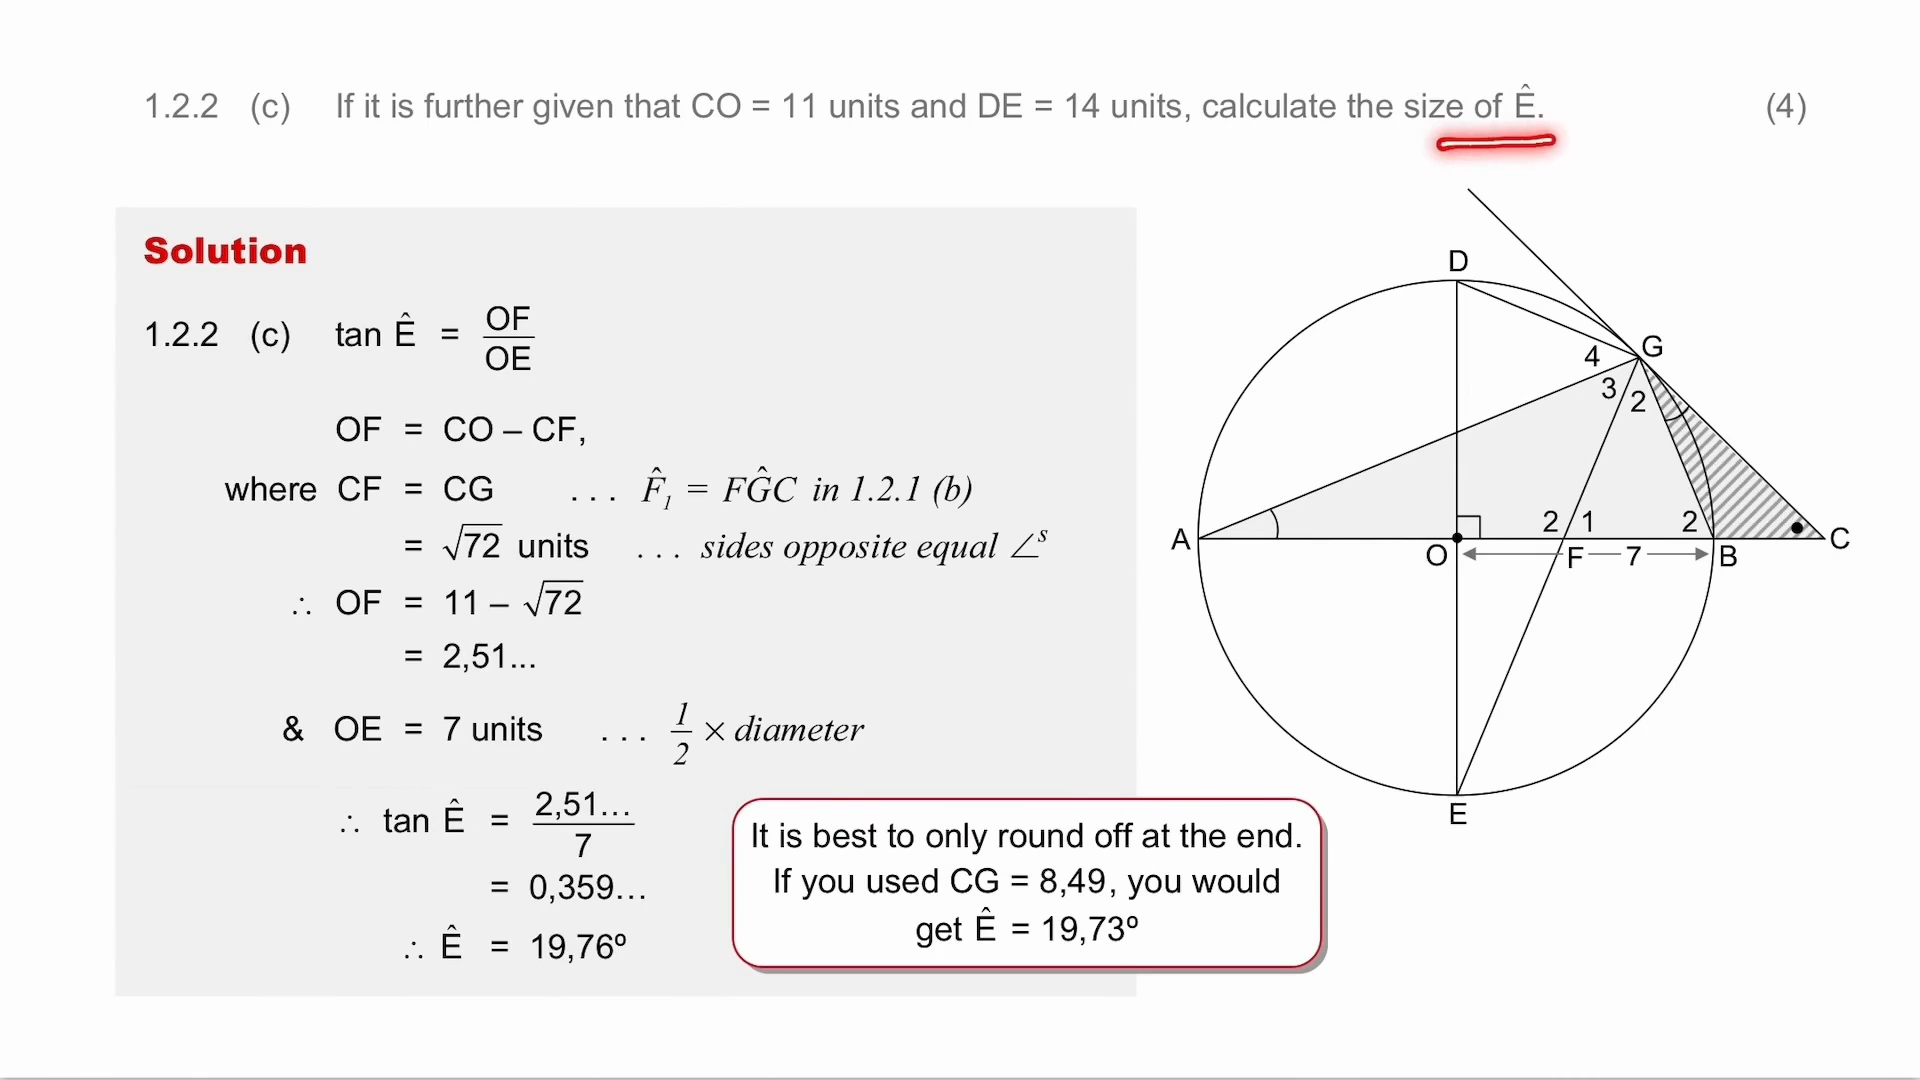 1.2.2 (c) If it is further given that CO = 11 units and DE = 14 units, calculate the size of Ê. (4)
Solution
1.2.2 (c) tan Ê = OF/OE
OF = CO – CF,
where CF = CG ... F̂₁ = FĜC in 1.2.1 (b)
= √72 units ... sides opposite equal ∠ˢ
∴ OF = 11 – √72
= 2,51...
& OE = 7 units ... 1/2 × diameter
∴ tan Ê = 2,51.../7
= 0,359...
∴ Ê = 19,76º
It is best to only round off at the end.
If you used CG = 8,49, you would
get Ê = 19,73º
D
G
4
3
2
A
2
1
2
C
O
F
7
B
E